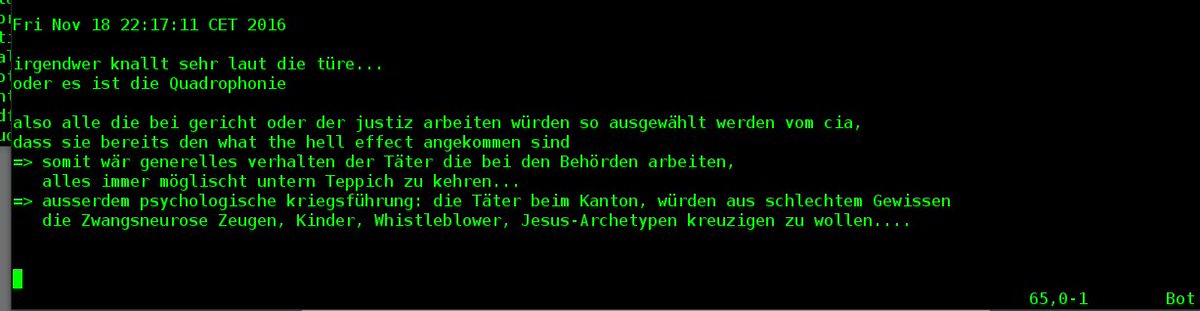 Fri Nov 18 22:17:11 CET 2016
irgendwer knallt sehr laut die türe...
oder es ist die Quadrophonie
also alle die bei gericht oder der justiz arbeiten würden so ausgewählt werden vom cia,
dass sie bereits den what the hell effect angekommen sind
=> somit wär generelles verhalten der Täter die bei den Behörden arbeiten,
alles immer möglischt untern Teppich zu kehren...
=> ausserdem psychologische kriegsführung: die Täter beim Kanton, würden aus schlechtem Gewissen
die Zwangsneurose Zeugen, Kinder, Whistleblower, Jesus-Archetypen kreuzigen zu wollen....
65,0-1 Bot